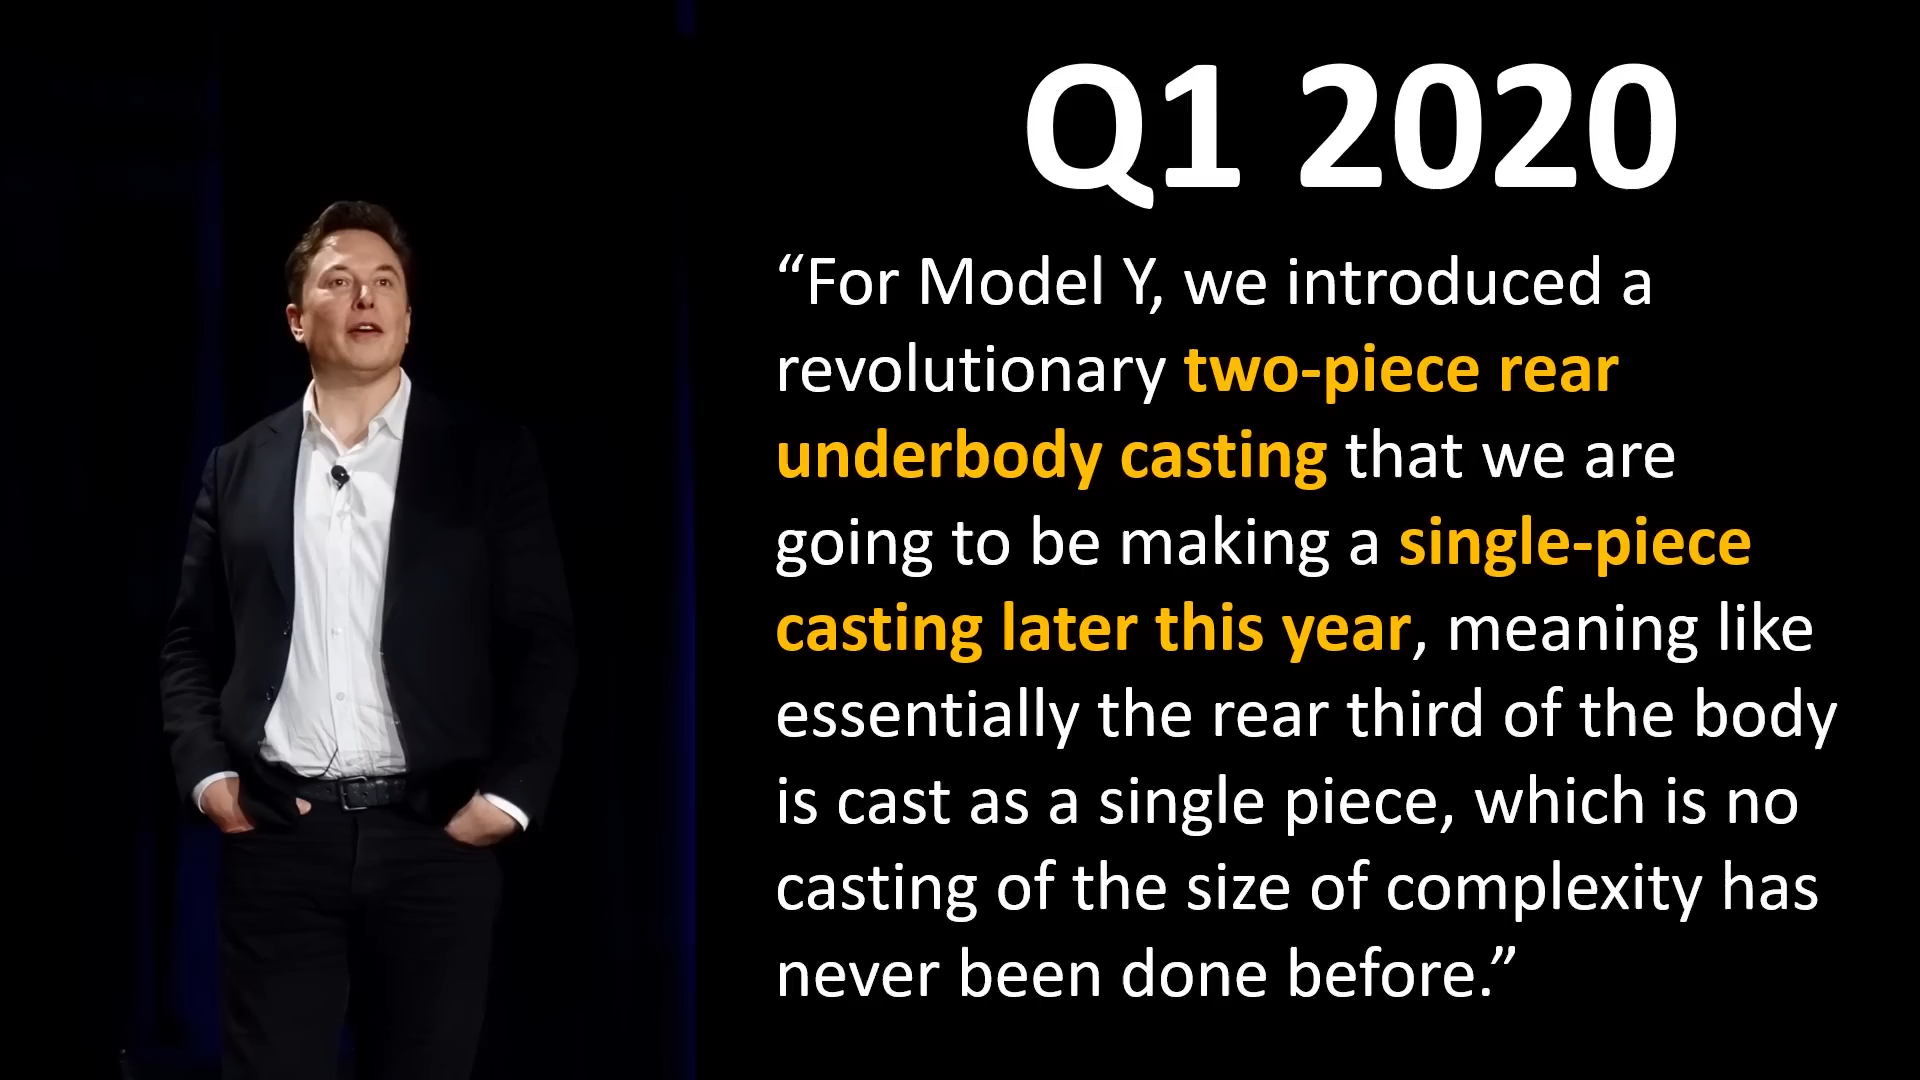 Q1 2020
“For Model Y, we introduced a
revolutionary two-piece rear
underbody casting that we are
going to be making a single-piece
casting later this year, meaning like
essentially the rear third of the body
is cast as a single piece, which is no
casting of the size of complexity has
never been done before.”